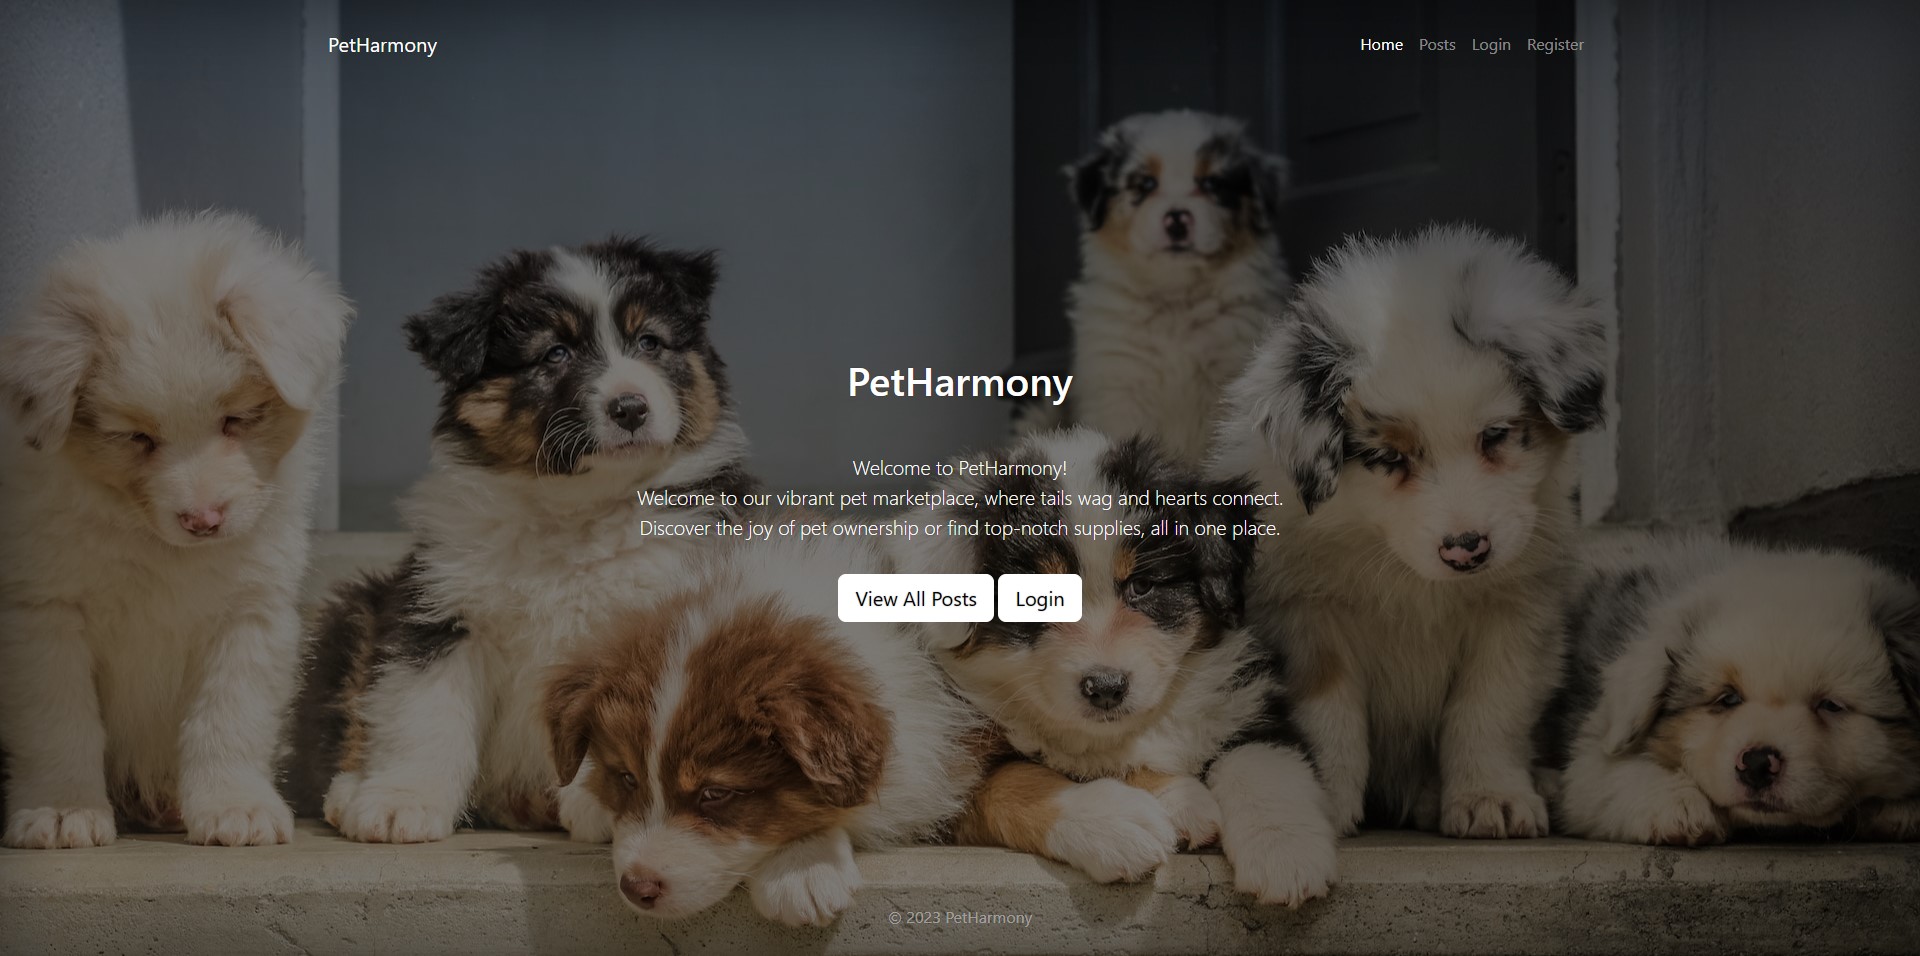 PetHarmony
Home Posts Login Register
PetHarmony
Welcome to PetHarmony!
Welcome to our vibrant pet marketplace, where tails wag and hearts connect.
Discover the joy of pet ownership or find top-notch supplies, all in one place.
View All Posts Login
© 2023 PetHarmony